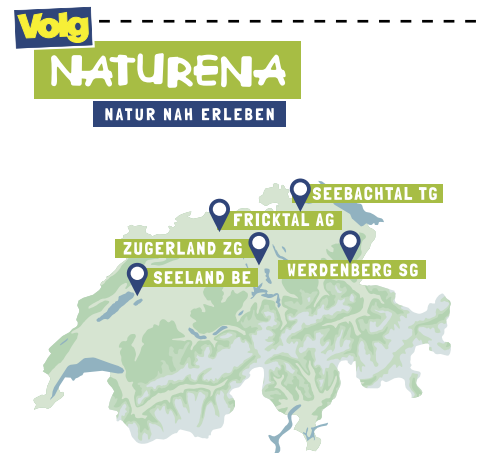 Volg
NATURENA
NATUR NAH ERLEBEN
SEEBACHTAL TG
FRICKTAL AG
ZUGERLAND ZG
WERDENBERG SG
SEELAND BE